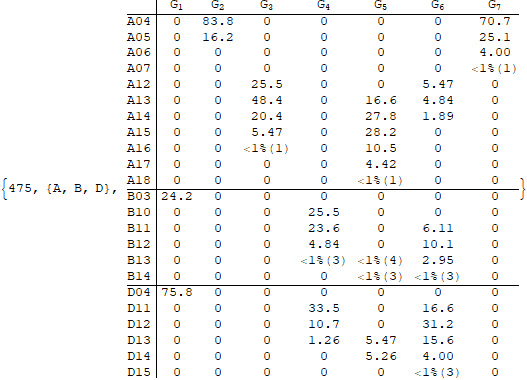 G1 G2 G3 G4 G5 G6 G7
A04 0 83.8 0 0 0 0 70.7
A05 0 16.2 0 0 0 0 25.1
A06 0 0 0 0 0 0 4.00
A07 0 0 0 0 0 0 <1%(1)
A12 0 0 25.5 0 0 5.47 0
A13 0 0 48.4 0 16.6 4.84 0
A14 0 0 20.4 0 27.8 1.89 0
A15 0 0 5.47 0 28.2 0 0
A16 0 0 <1%(1) 0 10.5 0 0
A17 0 0 0 0 4.42 0 0
A18 0 0 0 0 <1%(1) 0 0
{475, {A, B, D}, B03 24.2 0 0 0 0 0 0 }
B10 0 0 0 25.5 0 0 0
B11 0 0 0 23.6 0 6.11 0
B12 0 0 0 4.84 0 10.1 0
B13 0 0 0 <1%(3) <1%(4) 2.95 0
B14 0 0 0 0 <1%(3) <1%(3) 0
D04 75.8 0 0 0 0 0 0
D11 0 0 0 33.5 0 16.6 0
D12 0 0 0 10.7 0 31.2 0
D13 0 0 0 1.26 5.47 15.6 0
D14 0 0 0 0 5.26 4.00 0
D15 0 0 0 0 0 <1%(3) 0